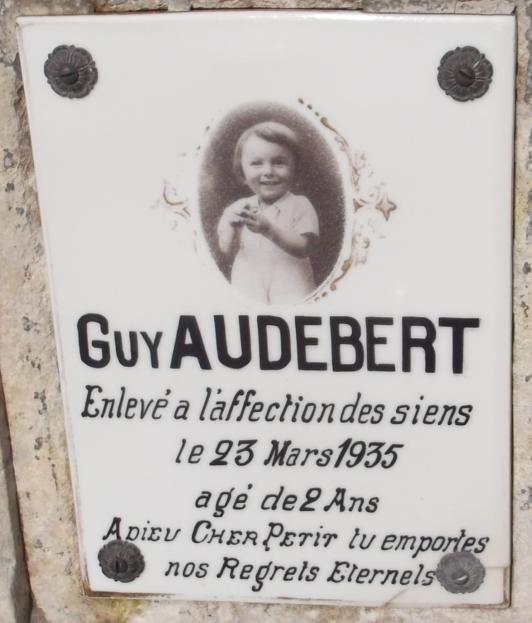 Guy AUDEBERT
Enlevé a l'affection des siens
le 23 Mars 1935
agé de 2 Ans
Adieu Cher Petit tu emportes
nos Regrets Eternels